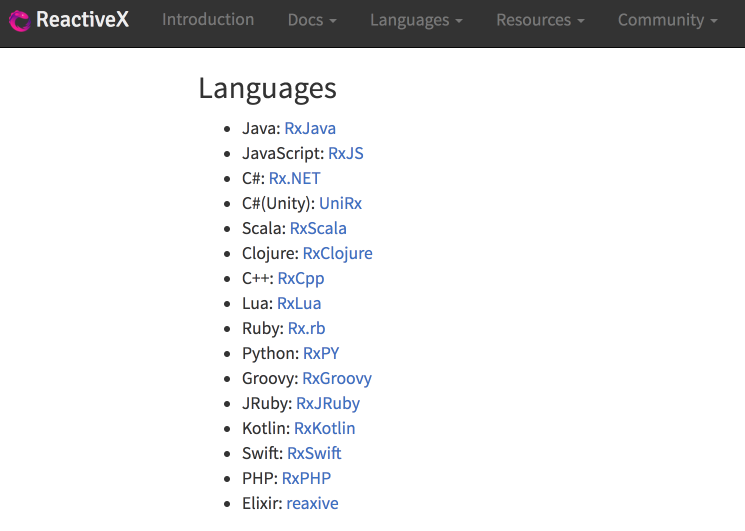 ReactiveX Introduction Docs Languages Resources Community
Languages
Java: RxJava
JavaScript: RxJS
C#: Rx.NET
C#(Unity): UniRx
Scala: RxScala
Clojure: RxClojure
C++: RxCpp
Lua: RxLua
Ruby: Rx.rb
Python: RxPY
Groovy: RxGroovy
JRuby: RxJRuby
Kotlin: RxKotlin
Swift: RxSwift
PHP: RxPHP
Elixir: reaxive